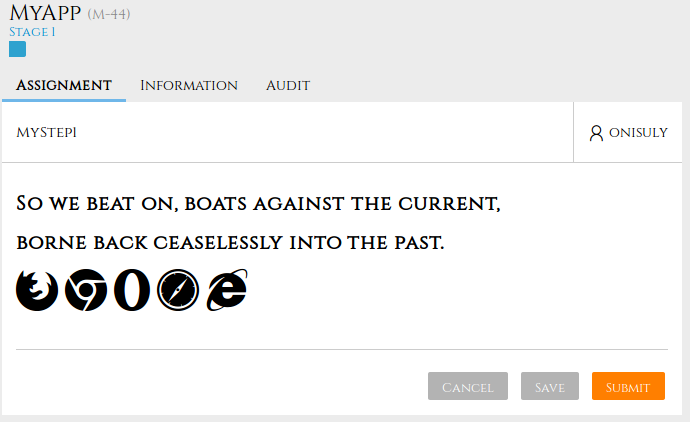 MyApp (M-44)
Stage 1
Assignment Information Audit
MyStep1 onisuly
So we beat on, boats against the current,
borne back ceaselessly into the past.
Cancel Save Submit